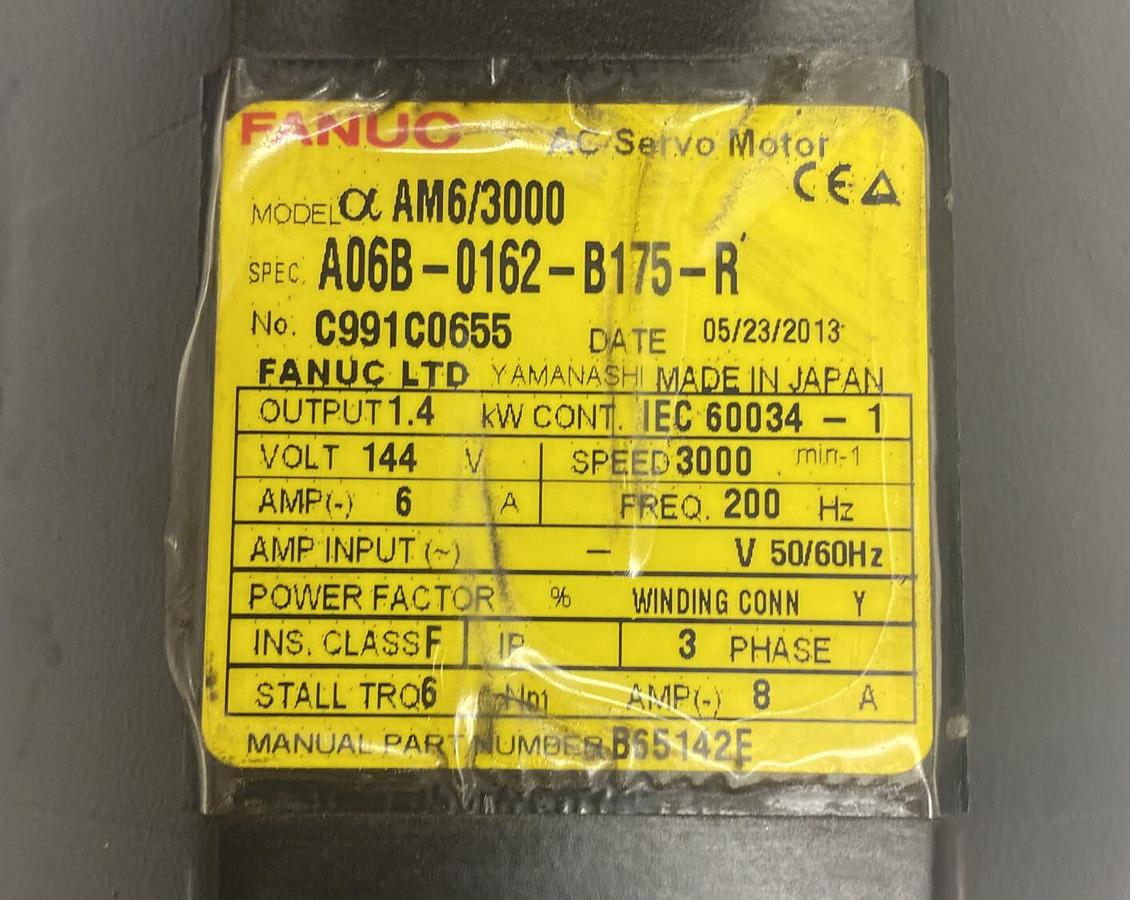 FANUC AC Servo Motor
CE
MODEL α AM6/3000
SPEC. A06B-0162-B175-R
No. C991C0655 DATE 05/23/2013
FANUC LTD YAMANASHI MADE IN JAPAN
OUTPUT 1.4 kW CONT. IEC 60034 - 1
VOLT 144 V SPEED 3000 min-1
AMP(-) 6 A FREQ. 200 Hz
AMP INPUT (~) — V 50/60Hz
POWER FACTOR % WINDING CONN Y
INS. CLASS F IP 3 PHASE
STALL TRQ 6 Nm AMP(-) 8 A
MANUAL PART NUMBER B65142E